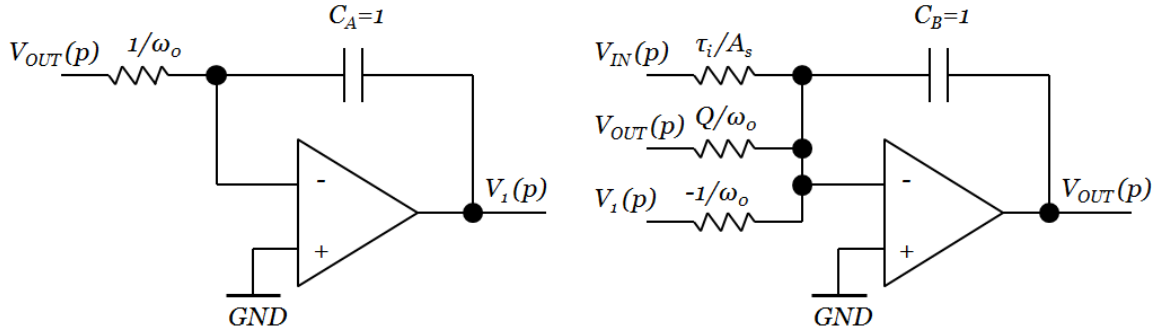 C_A=1
V_OUT(p)
1/ω_o
-
+
V_1(p)
GND
C_B=1
V_IN(p)
τ_i/A_s
V_OUT(p)
Q/ω_o
V_1(p)
-1/ω_o
-
+
V_OUT(p)
GND